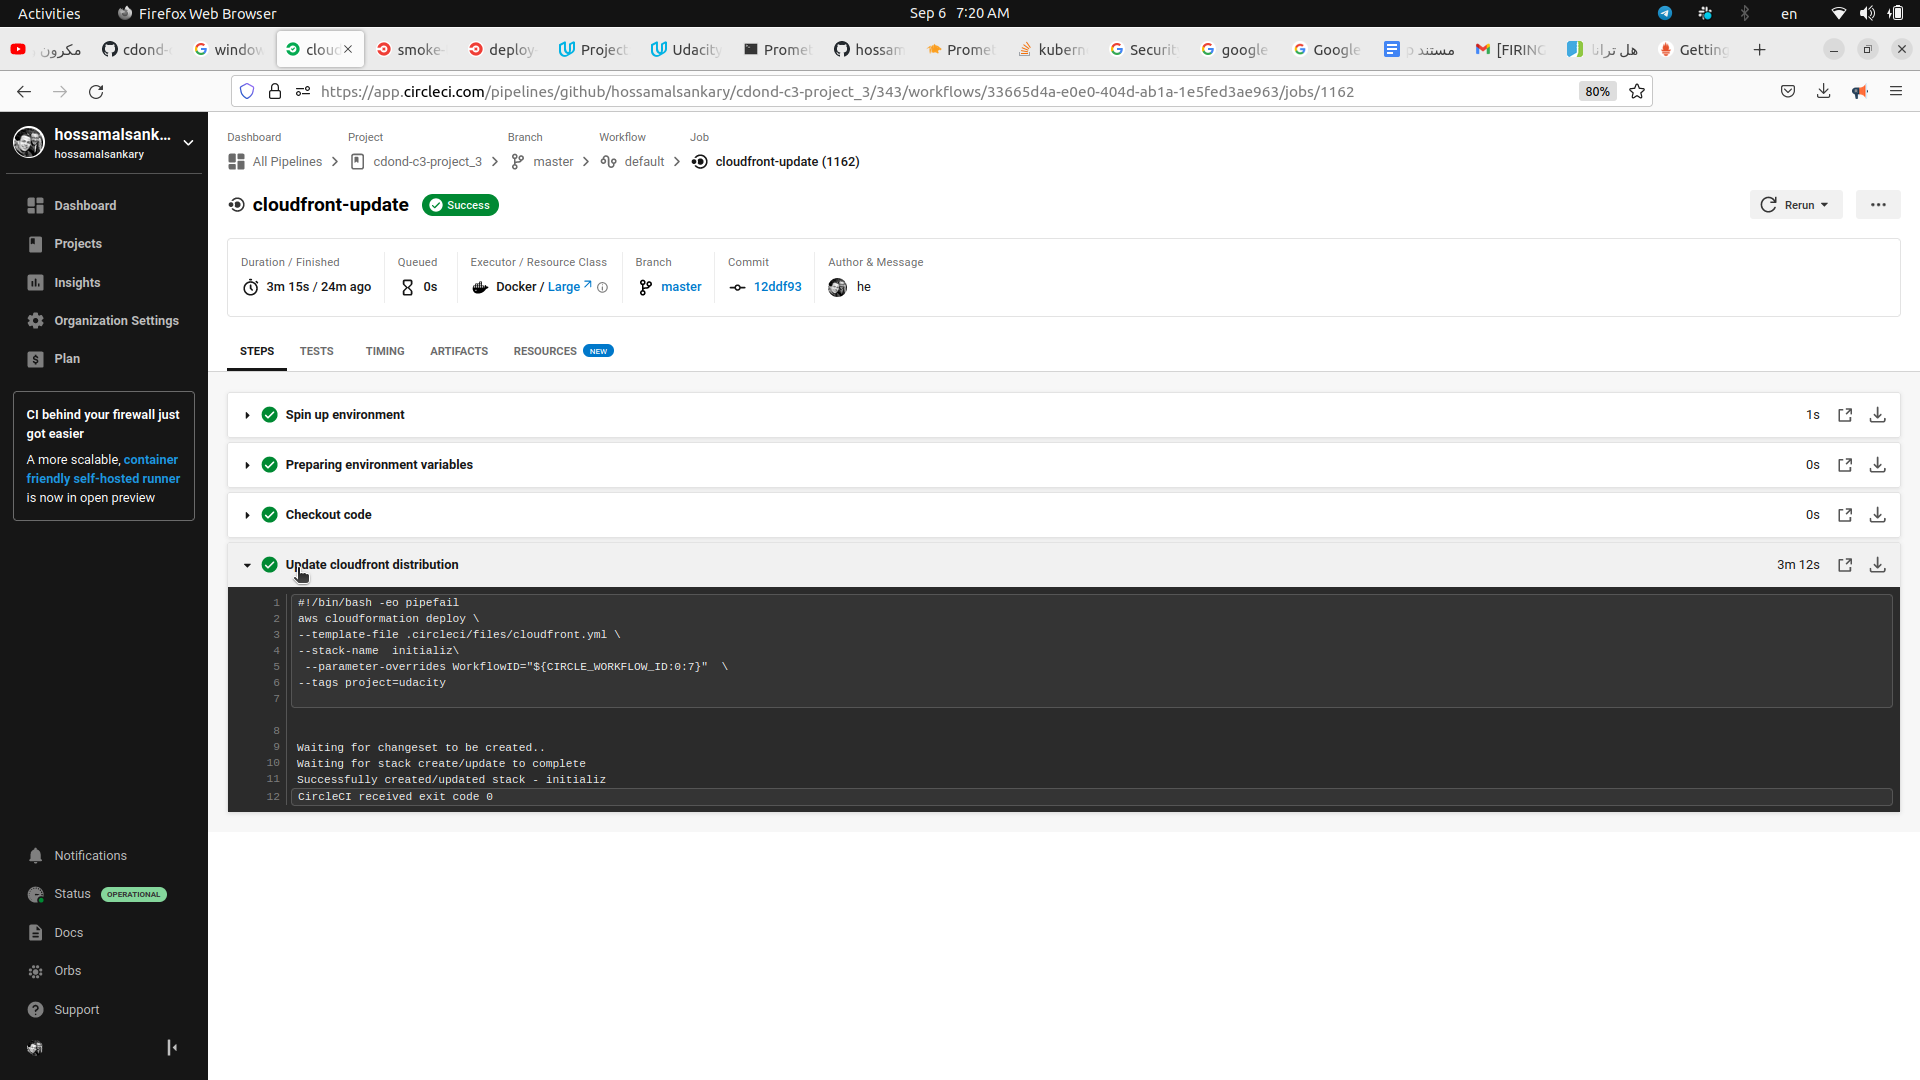 Activities
Firefox Web Browser
Sep 6 7:20 AM
en
مكرون
cdond-
window
cloud
smoke-
deploy-
Project
Udacity
Promet
hossam
Promet
kubern
Securit
google
Google
مستند p
[FIRING
هل ترانا
Getting
https://app.circleci.com/pipelines/github/hossamalsankary/cdond-c3-project_3/343/workflows/33665d4a-e0e0-404d-ab1a-1e5fed3ae963/jobs/1162
80%
hossamalsank...
hossamalsankary
Dashboard
Projects
Insights
Organization Settings
Plan
CI behind your firewall just
got easier
A more scalable, container
friendly self-hosted runner
is now in open preview
Notifications
Status OPERATIONAL
Docs
Orbs
Support
Dashboard Project Branch Workflow Job
All Pipelines cdond-c3-project_3 master default cloudfront-update (1162)
cloudfront-update Success
Rerun
Duration / Finished Queued Executor / Resource Class Branch Commit Author & Message
3m 15s / 24m ago 0s Docker / Large master 12ddf93 he
STEPS TESTS TIMING ARTIFACTS RESOURCES NEW
Spin up environment 1s
Preparing environment variables 0s
Checkout code 0s
Update cloudfront distribution 3m 12s
1 #!/bin/bash -eo pipefail
2 aws cloudformation deploy \
3 --template-file .circleci/files/cloudfront.yml \
4 --stack-name  initializ\
5  --parameter-overrides WorkflowID="${CIRCLE_WORKFLOW_ID:0:7}"  \
6 --tags project=udacity
7
8
9 Waiting for changeset to be created..
10 Waiting for stack create/update to complete
11 Successfully created/updated stack - initializ
12 CircleCI received exit code 0